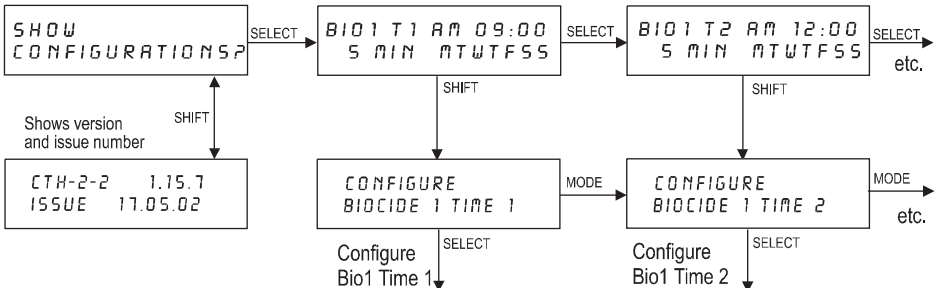 SHOW
CONFIGURATIONS?
SELECT
BIO1 T1 AM 09:00
5 MIN MTWTFSS
SELECT
BIO1 T2 AM 12:00
5 MIN MTWTFSS
SELECT
etc.
SHIFT
SHIFT
SHIFT
Shows version
and issue number
CTH-2-2 1.15.7
ISSUE 17.05.02
CONFIGURE
BIOCIDE 1 TIME 1
MODE
CONFIGURE
BIOCIDE 1 TIME 2
MODE
etc.
SELECT
Configure
Bio1 Time 1
SELECT
Configure
Bio1 Time 2